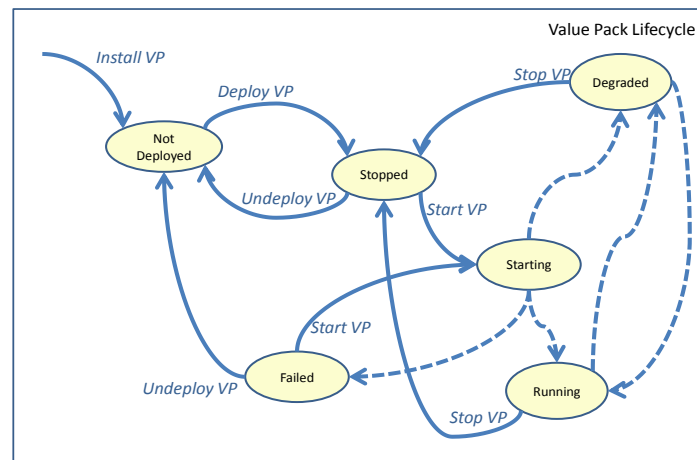 Value Pack Lifecycle
Install VP
Stop VP
Degraded
Deploy VP
Not
Deployed
Stopped
Undeploy VP
Start VP
Starting
Start VP
Failed
Undeploy VP
Running
Stop VP